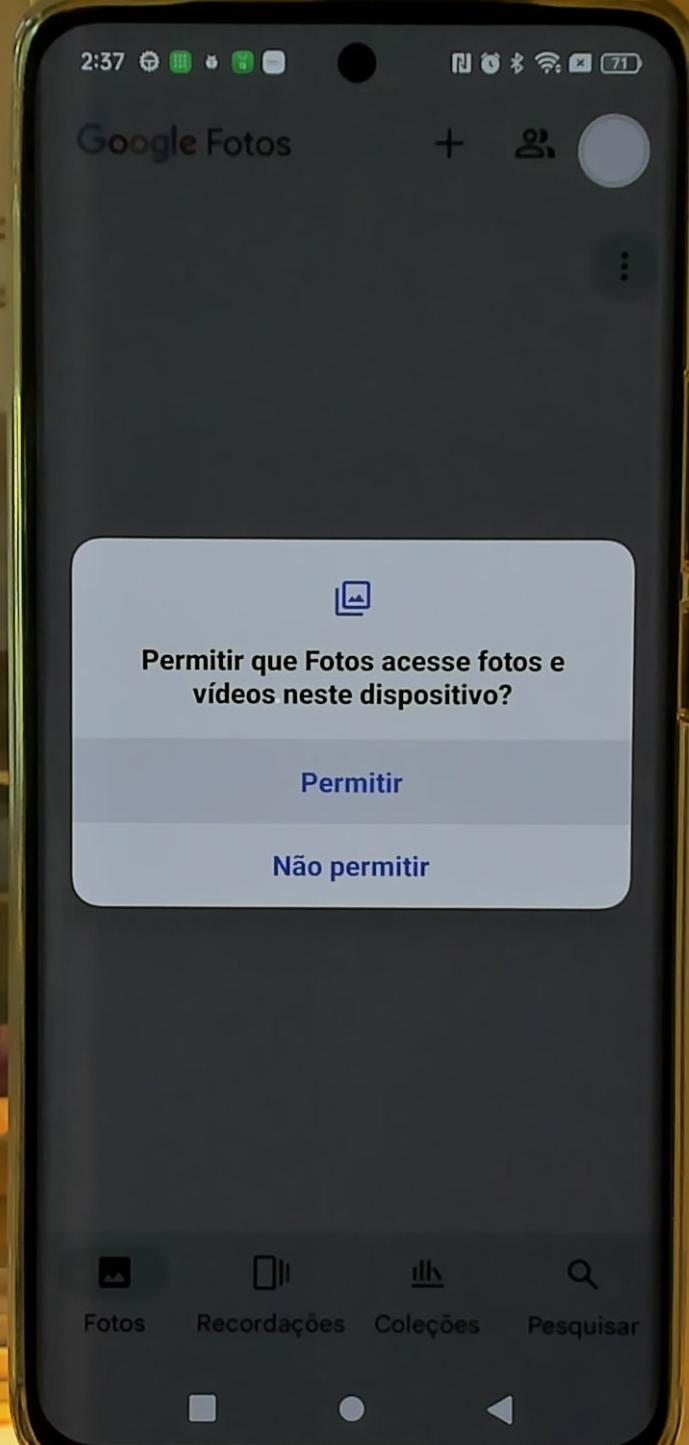 2:37 71
Google Fotos
Permitir que Fotos acesse fotos e
vídeos neste dispositivo?
Permitir
Não permitir
Fotos Recordações Coleções Pesquisar